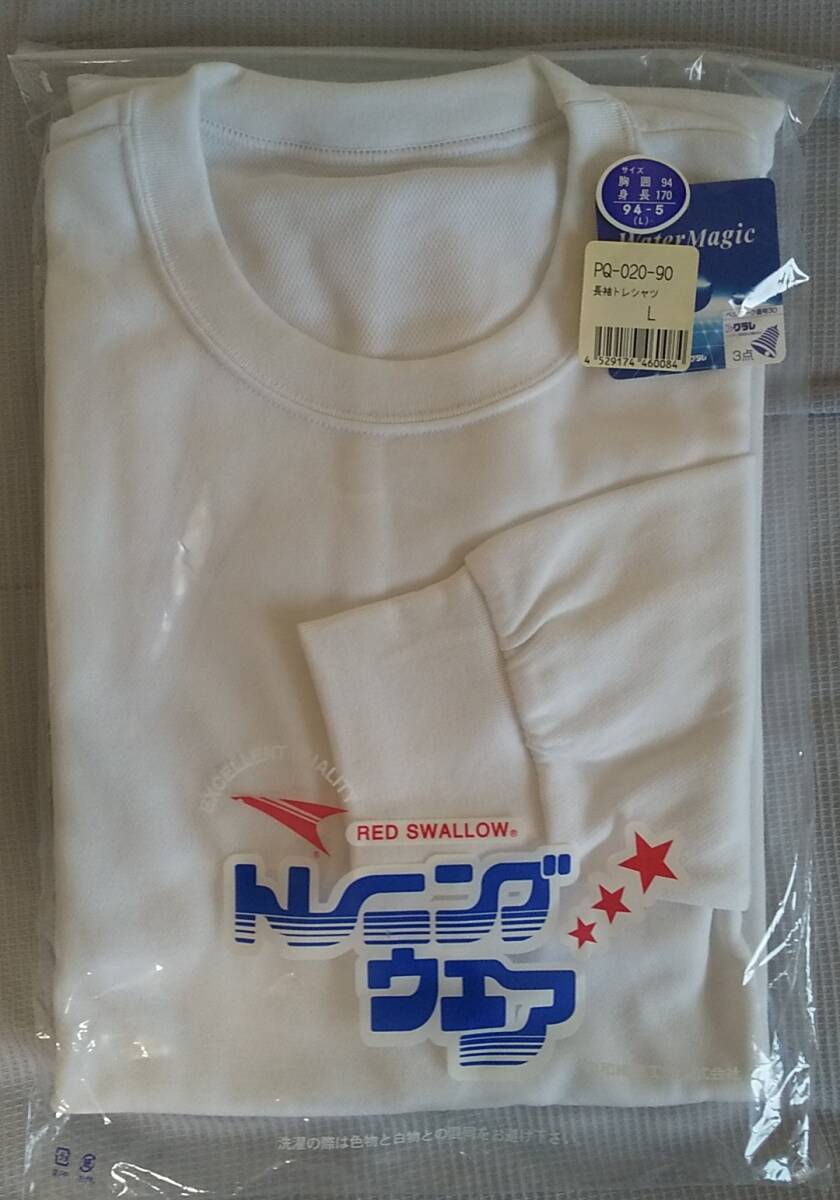 サイズ
胸囲 94
身長 170
94-5
(L)
WaterMagic
PQ-020-90
長袖トレシャツ
L
4 529174 460084
クラレ
3点
EXCELLENT QUALITY
RED SWALLOW®
トレーニング
ウエア
洗濯の際は色物と白物との混同をお避け下さい。